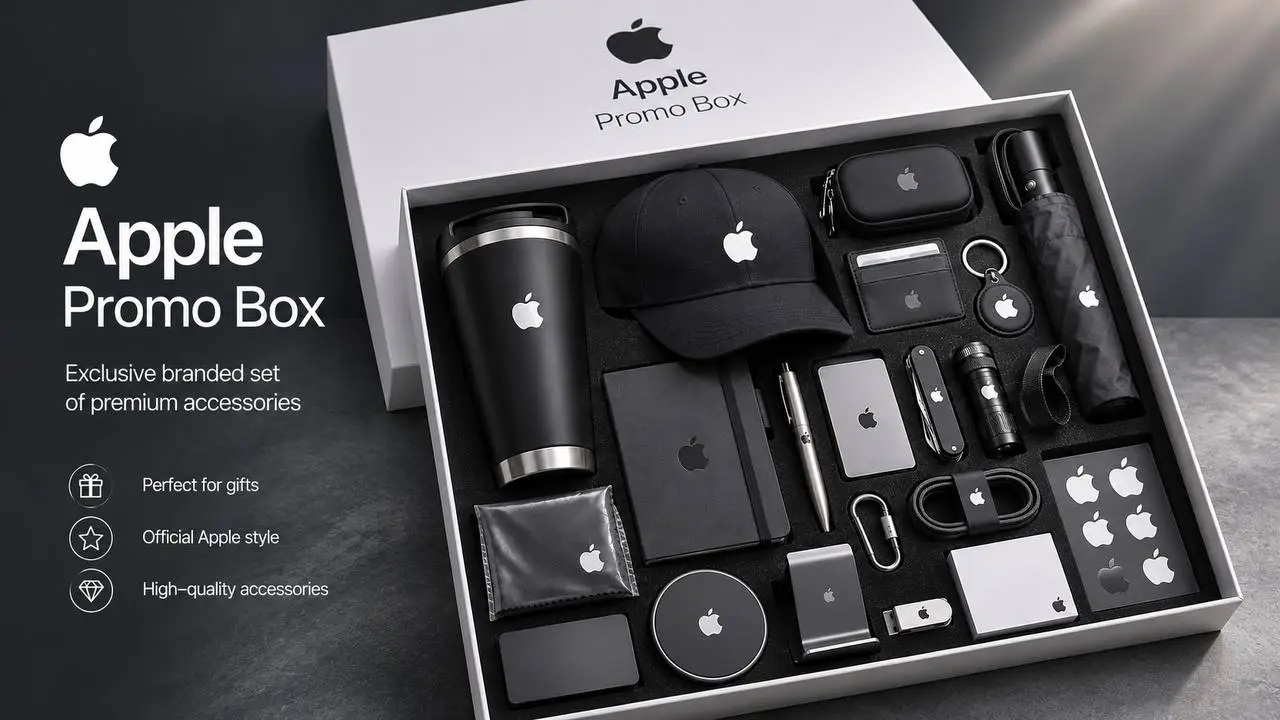 Apple
Promo Box
Apple
Promo Box
Exclusive branded set
of premium accessories
Perfect for gifts
Official Apple style
High-quality accessories